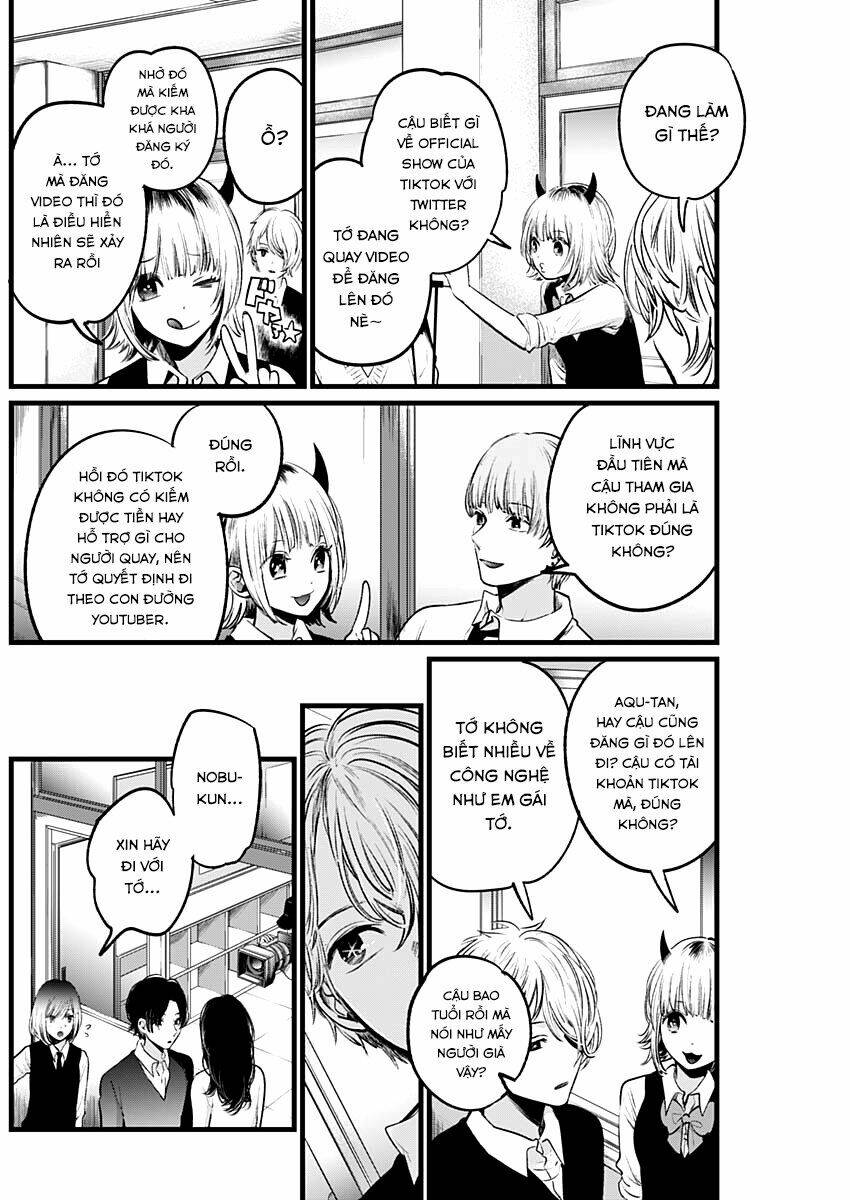 ĐANG LÀM
GÌ THẾ?
CẬU BIẾT GÌ
VỀ OFFICIAL
SHOW CỦA
TIKTOK VỚI
TWITTER
KHÔNG?
TỚ ĐANG
QUAY VIDEO
ĐỂ ĐĂNG
LÊN ĐÓ
NÈ~
Ồ?
NHỜ ĐÓ
MÀ KIẾM
ĐƯỢC KHA
KHÁ NGƯỜI
ĐĂNG KÝ
ĐÓ.
À... TỚ
MÀ ĐĂNG
VIDEO THÌ ĐÓ
LÀ ĐIỀU HIỂN
NHIÊN SẼ XẢY
RA RỒI
ドヤァ☆
LĨNH VỰC
ĐẦU TIÊN MÀ
CẬU THAM GIA
KHÔNG PHẢI LÀ
TIKTOK ĐÚNG
KHÔNG?
ĐÚNG
RỒI.
HỒI ĐÓ TIKTOK
KHÔNG CÓ KIẾM
ĐƯỢC TIỀN HAY
HỖ TRỢ GÌ CHO
NGƯỜI QUAY, NÊN
TỚ QUYẾT ĐỊNH ĐI
THEO CON ĐƯỜNG
YOUTUBER.
AQU-TAN,
HAY CẬU CŨNG
ĐĂNG GÌ ĐÓ LÊN
ĐI? CẬU CÓ TÀI
KHOẢN TIKTOK
MÀ, ĐÚNG
KHÔNG?
TỚ KHÔNG
BIẾT NHIỀU VỀ
CÔNG NGHỆ
NHƯ EM GÁI
TỚ.
CẬU BAO
TUỔI RỒI MÀ
NÓI NHƯ MẤY
NGƯỜI GIÀ
VẬY?
NOBU-
KUN...
XIN HÃY
ĐI VỚI
TỚ...